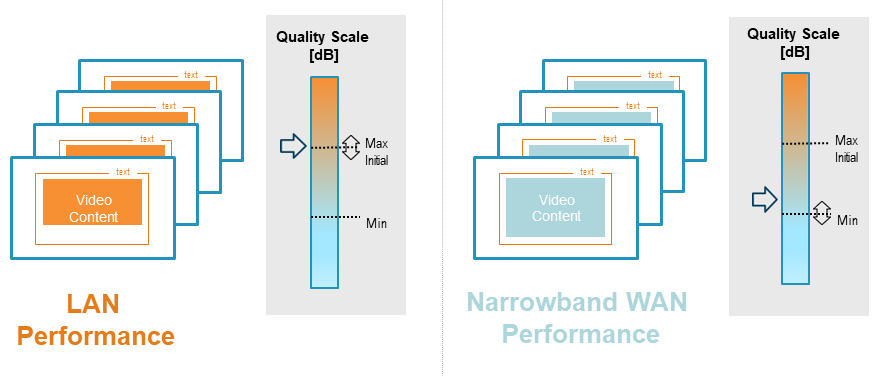 Quality Scale
[dB]
text
text
text
text
Video
Content
Max
Initial
Min
LAN
Performance
Quality Scale
[dB]
text
text
text
text
Video
Content
Max
Initial
Min
Narrowband WAN
Performance